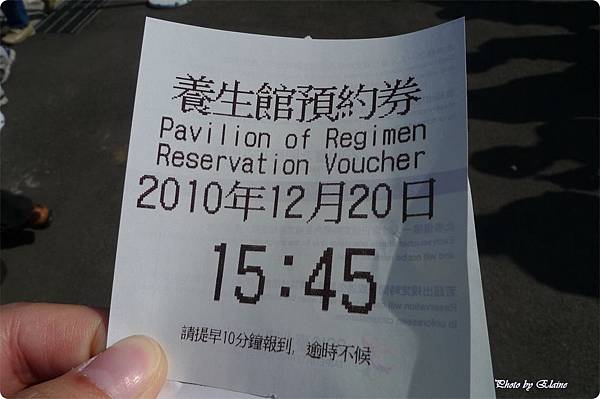 養生館預約券
Pavilion of Regimen
Reservation Voucher
2010年12月20日
15:45
請提早10分鐘報到, 逾時不候
Photo by Elaine